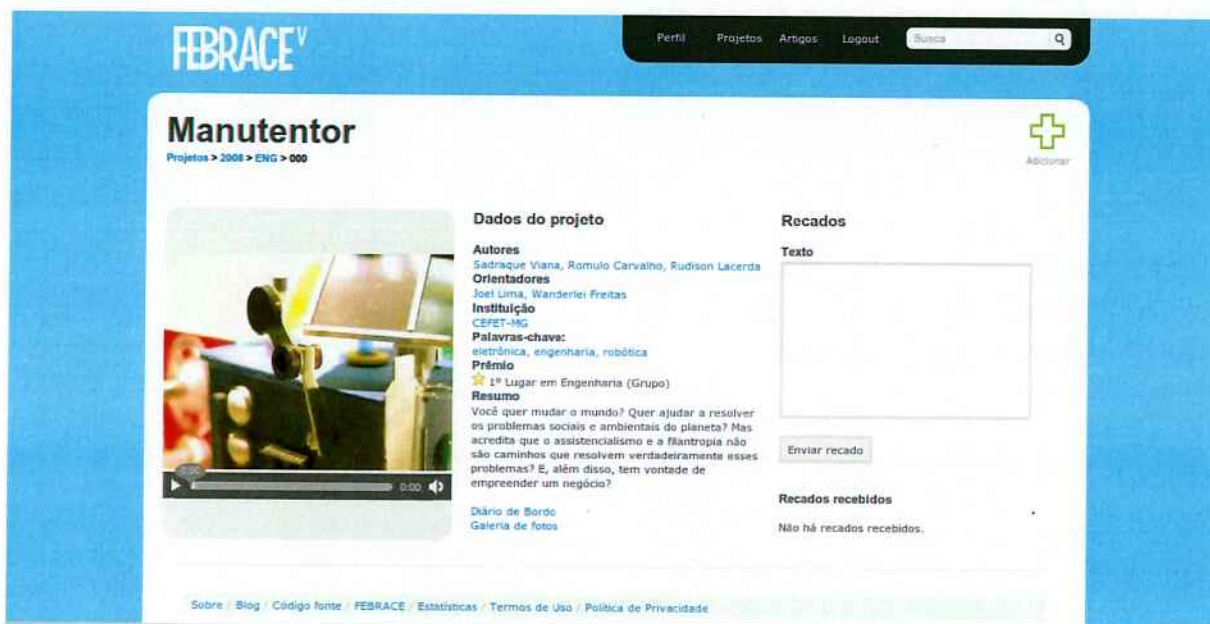 FEBRACE V
Perfil Projetos Artigos Logout Busca
Manutentor
Projetos > 2008 > ENG > 000
Adicionar
Dados do projeto
Autores
Sadraque Viana, Romulo Carvalho, Rudison Lacerda
Orientadores
Joel Lima, Wanderlei Freitas
Instituição
CEFET-MG
Palavras-chave:
eletrônica, engenharia, robótica
Prêmio
1º Lugar em Engenharia (Grupo)
Resumo
Você quer mudar o mundo? Quer ajudar a resolver
os problemas sociais e ambientais do planeta? Mas
acredita que o assistencialismo e a filantropia não
são caminhos que resolvem verdadeiramente esses
problemas? E, além disso, tem vontade de
empreender um negócio?
Diário de Bordo
Galeria de fotos
0:00
0:00
Recados
Texto
Enviar recado
Recados recebidos
Não há recados recebidos.
Sobre / Blog / Código fonte / FEBRACE / Estatísticas / Termos de Uso / Política de Privacidade